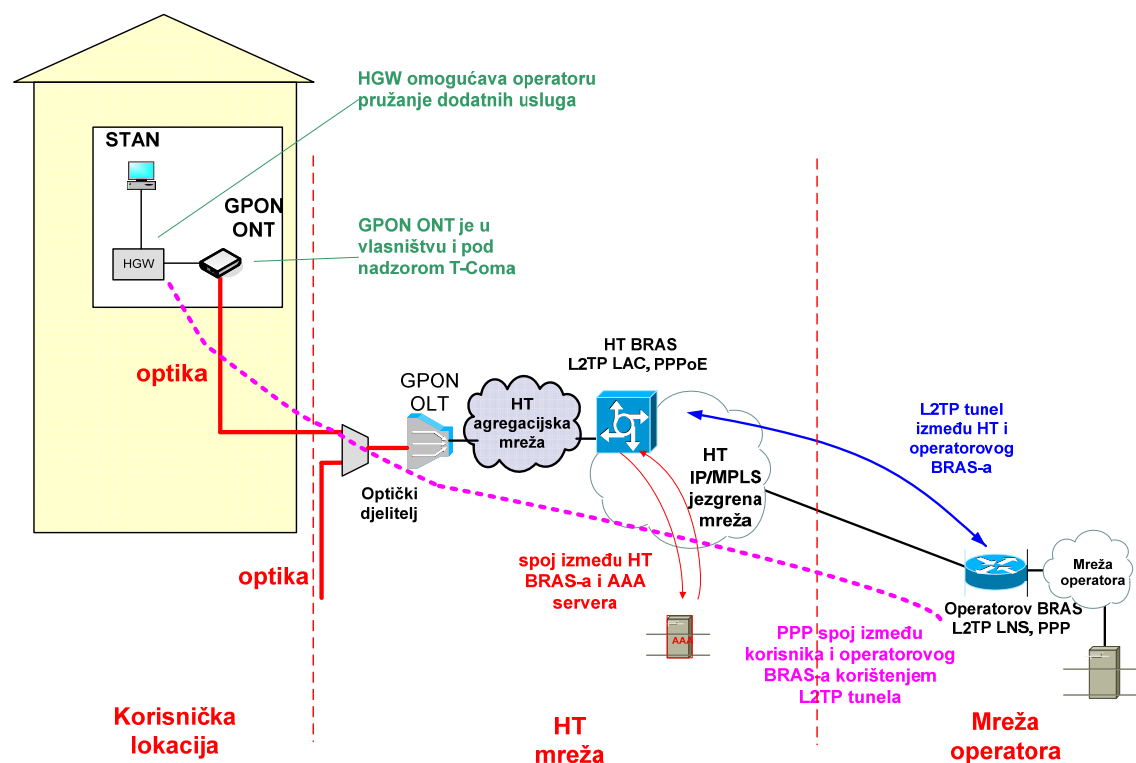 HGW omogućava operatoru
pružanje dodatnih usluga
STAN
GPON
ONT
HGW
GPON ONT je u
vlasništvu i pod
nadzorom T-Coma
optika
HT BRAS
L2TP LAC, PPPoE
GPON
OLT
HT
agregacijska
mreža
Optički
djelitelj
HT
IP/MPLS
jezgrena
mreža
L2TP tunel
između HT i
operatorovog
BRAS-a
optika
spoj između HT
BRAS-a i AAA
servera
AAA
Mreža
operatora
Operatorov BRAS
L2TP LNS, PPP
PPP spoj između
korisnika i operatorovog
BRAS-a korištenjem
L2TP tunela
Korisnička
lokacija
HT
mreža
Mreža
operatora